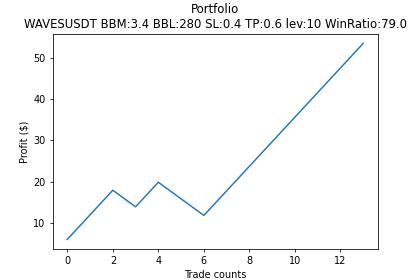 Portfolio
WAVESUSDT BBM:3.4 BBL:280 SL:0.4 TP:0.6 lev:10 WinRatio:79.0
50
40
30
20
10
Profit ($)
0 2 4 6 8 10 12
Trade counts